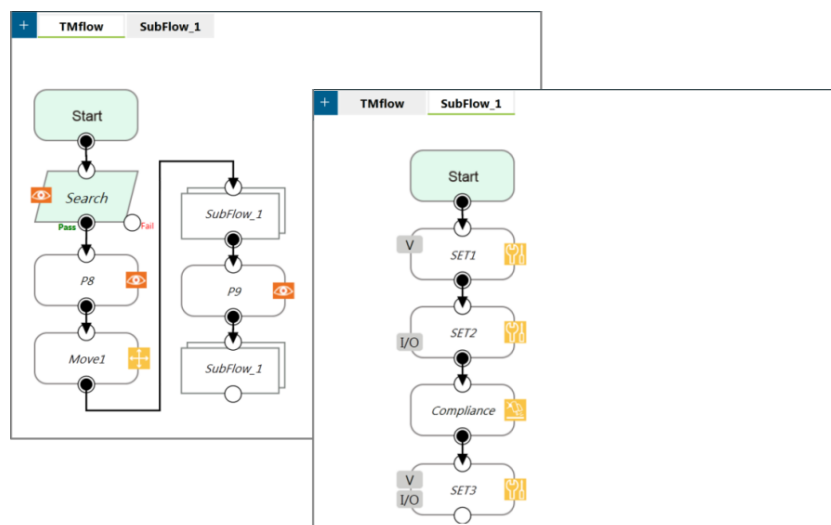 + TMflow SubFlow_1
Start
Search
Pass
Fail
P8
Move1
SubFlow_1
P9
SubFlow_1
+ TMflow SubFlow_1
Start
V
SET1
I/O
SET2
Compliance
V
I/O
SET3